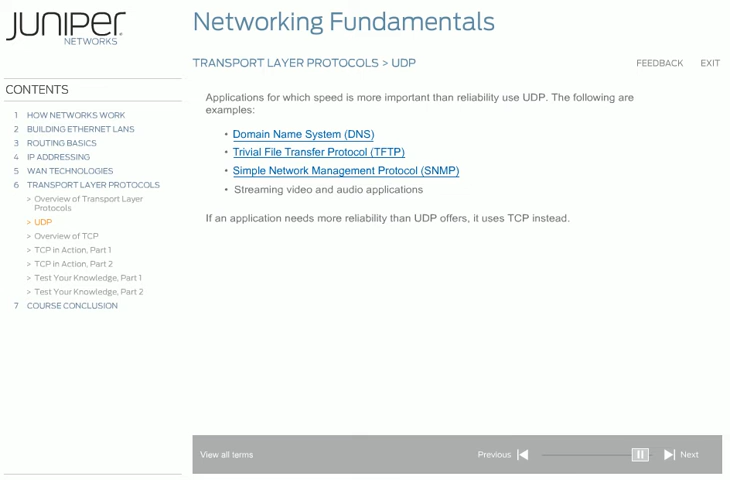 JUNIPER
NETWORKS
Networking Fundamentals
TRANSPORT LAYER PROTOCOLS > UDP
FEEDBACK
EXIT
CONTENTS
1 HOW NETWORKS WORK
2 BUILDING ETHERNET LANS
3 ROUTING BASICS
4 IP ADDRESSING
5 WAN TECHNOLOGIES
6 TRANSPORT LAYER PROTOCOLS
> Overview of Transport Layer
Protocols
> UDP
> Overview of TCP
> TCP in Action, Part 1
> TCP in Action, Part 2
> Test Your Knowledge, Part 1
> Test Your Knowledge, Part 2
7 COURSE CONCLUSION
Applications for which speed is more important than reliability use UDP. The following are
examples:
• Domain Name System (DNS)
• Trivial File Transfer Protocol (TFTP)
• Simple Network Management Protocol (SNMP)
• Streaming video and audio applications
If an application needs more reliability than UDP offers, it uses TCP instead.
View all terms
Previous
Next